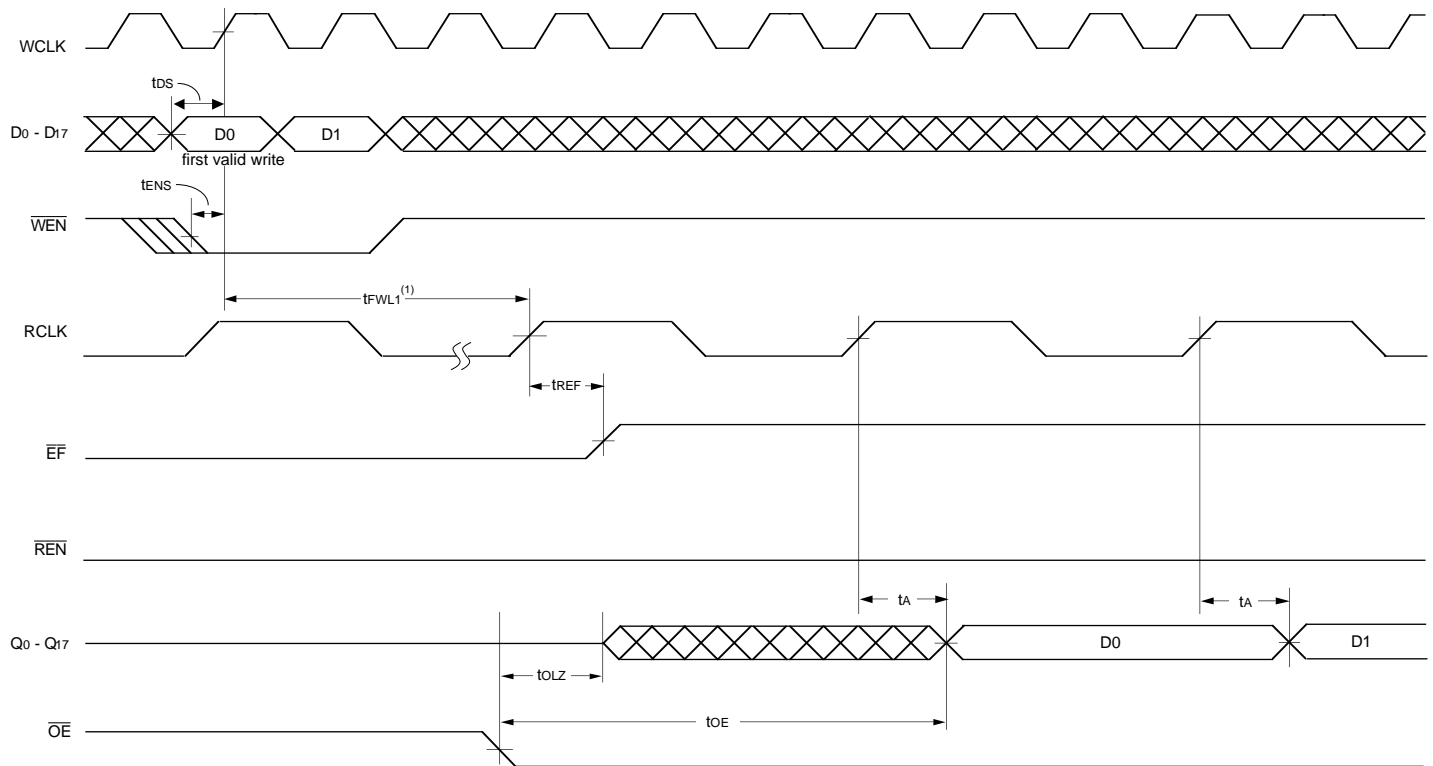 WCLK
tDS
D0 - D17
D0
D1
first valid write
tENS
WEN
tFWL1(1)
RCLK
tREF
EF
REN
tA
tA
Q0 - Q17
D0
D1
tOLZ
tOE
OE